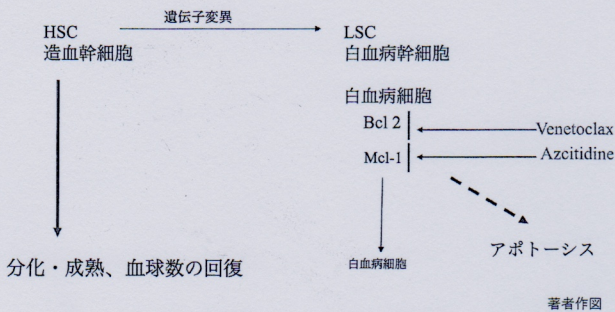 遺伝子変異
HSC
造血幹細胞
LSC
白血病幹細胞
白血病細胞
Bcl 2
Venetoclax
Mcl-1
Azcitidine
アポトーシス
分化・成熟、血球数の回復
白血病細胞
著者作図